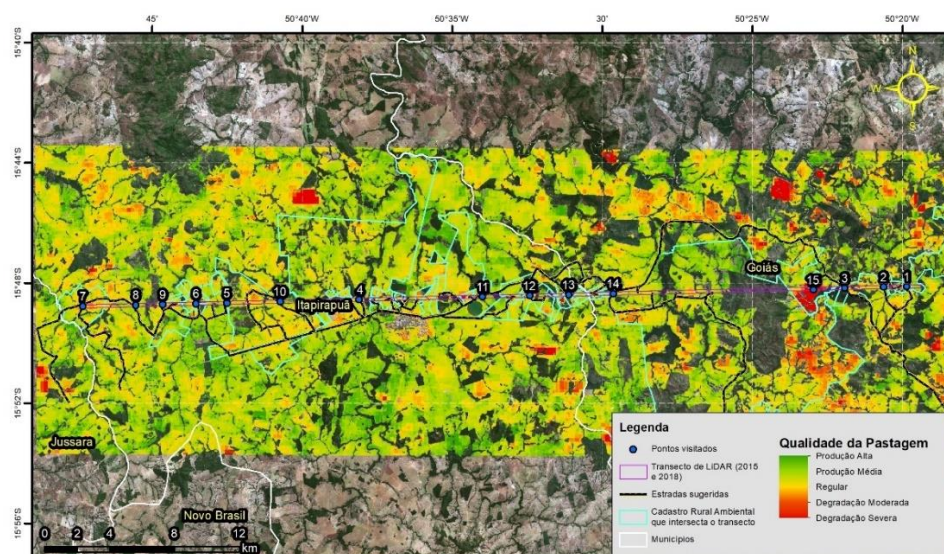 45' 50°40'W 50°35'W 30' 50°25'W 50°20'W
15°40'S
N
W E
S
15°44'S
15°48'S
Goiás
7 8 9 6 5 10 4 11 12 13 14 15 3 2 1
Itapirapuã
15°52'S
Jussara
15°56'S
Novo Brasil
0 2 4 8 12
km
Legenda
Pontos visitados
Transecto de LiDAR (2015
e 2018)
Estradas sugeridas
Cadastro Rural Ambiental
que intersecta o transecto
Municípios
Qualidade da Pastagem
Produção Alta
Produção Média
Regular
Degradação Moderada
Degradação Severa